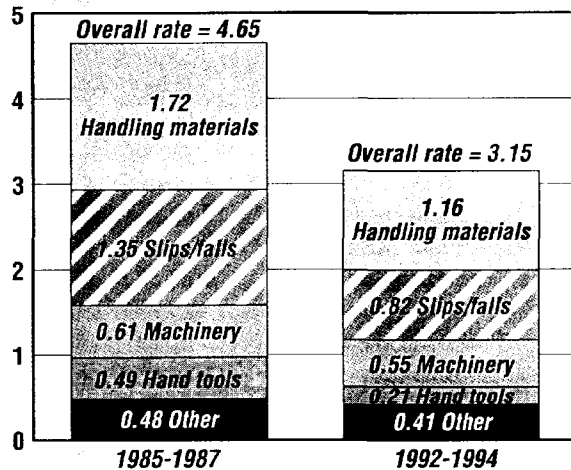 5
4
3
2
1
0
Overall rate = 4.65
1.72
Handling materials
1.35 Slips/falls
0.61 Machinery
0.49 Hand tools
0.48 Other
1985-1987
Overall rate = 3.15
1.16
Handling materials
0.82 Slips/falls
0.55 Machinery
0.21 Hand tools
0.41 Other
1992-1994